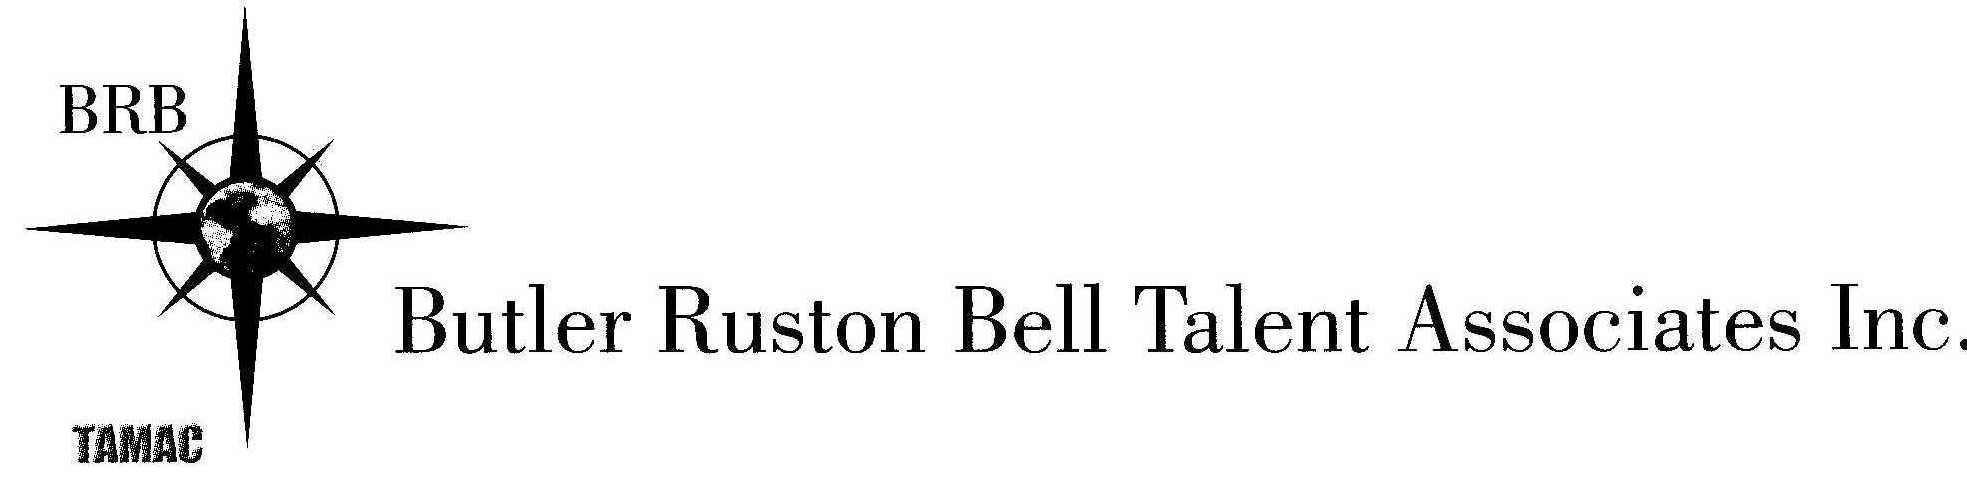 BRB
Butler Ruston Bell Talent Associates Inc.
TAMAC